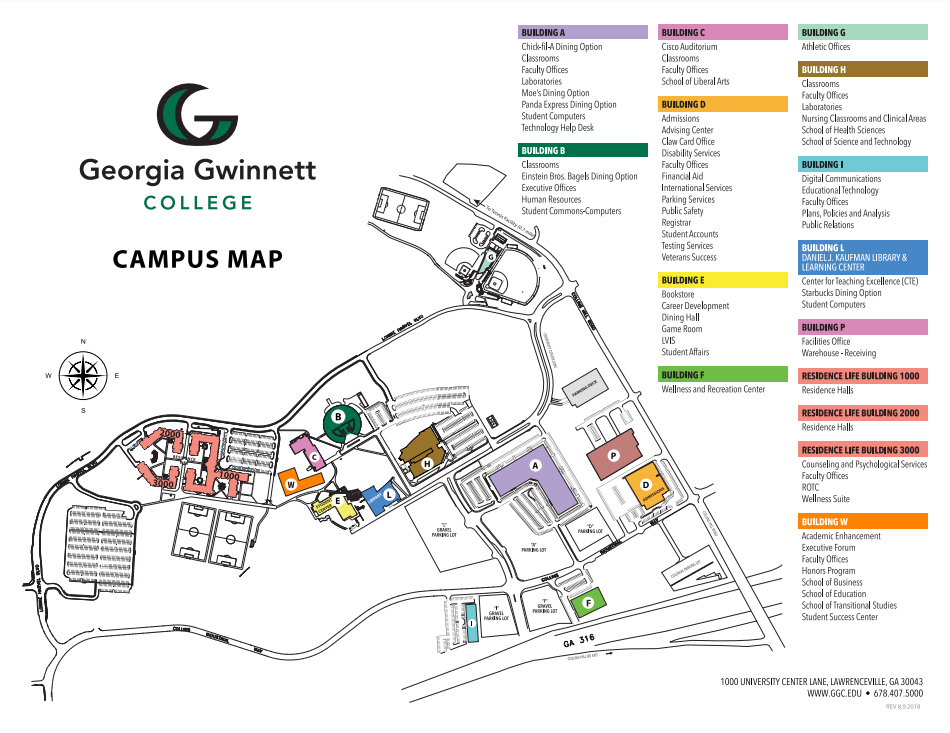 Georgia Gwinnett
COLLEGE
CAMPUS MAP
BUILDING A
Chick-fil-A Dining Option
Classrooms
Faculty Offices
Laboratories
Moe's Dining Option
Panda Express Dining Option
Student Computers
Technology Help Desk
BUILDING B
Classrooms
Einstein Bros. Bagels Dining Option
Executive Offices
Human Resources
Student Commons-Computers
BUILDING C
Cisco Auditorium
Classrooms
Faculty Offices
School of Liberal Arts
BUILDING D
Admissions
Advising Center
Claw Card Office
Disability Services
Faculty Offices
Financial Aid
International Services
Parking Services
Public Safety
Registrar
Student Accounts
Testing Services
Veterans Success
BUILDING E
Bookstore
Career Development
Dining Hall
Game Room
LVIS
Student Affairs
BUILDING F
Wellness and Recreation Center
BUILDING G
Athletic Offices
BUILDING H
Classrooms
Faculty Offices
Laboratories
Nursing Classrooms and Clinical Areas
School of Health Sciences
School of Science and Technology
BUILDING I
Digital Communications
Educational Technology
Faculty Offices
Plans, Policies and Analysis
Public Relations
BUILDING L
DANIEL J. KAUFMAN LIBRARY &
LEARNING CENTER
Center for Teaching Excellence (CTE)
Starbucks Dining Option
Student Computers
BUILDING P
Facilities Office
Warehouse - Receiving
RESIDENCE LIFE BUILDING 1000
Residence Halls
RESIDENCE LIFE BUILDING 2000
Residence Halls
RESIDENCE LIFE BUILDING 3000
Counseling and Psychological Services
Faculty Offices
ROTC
Wellness Suite
BUILDING W
Academic Enhancement
Executive Forum
Faculty Offices
Honors Program
School of Business
School of Education
School of Transitional Studies
Student Success Center
N
W
E
S
To Tennis Facility
G
PARKING DECK
B
C
H
A
P
D
ADMISSIONS
W
E
L
2000
1000
3000
"L"
GRAVEL
PARKING LOT
"A"
PARKING LOT
"D"
PARKING LOT
COLLEGE
INDUSTRIAL
WAY
I
GRAVEL
PARKING LOT
"F"
GRAVEL
PARKING LOT
F
COLLINS
INDUSTRIAL
WAY
GA 316
1000 UNIVERSITY CENTER LANE, LAWRENCEVILLE, GA 30043
WWW.GGC.EDU • 678.407.5000
REV 8.9.2018